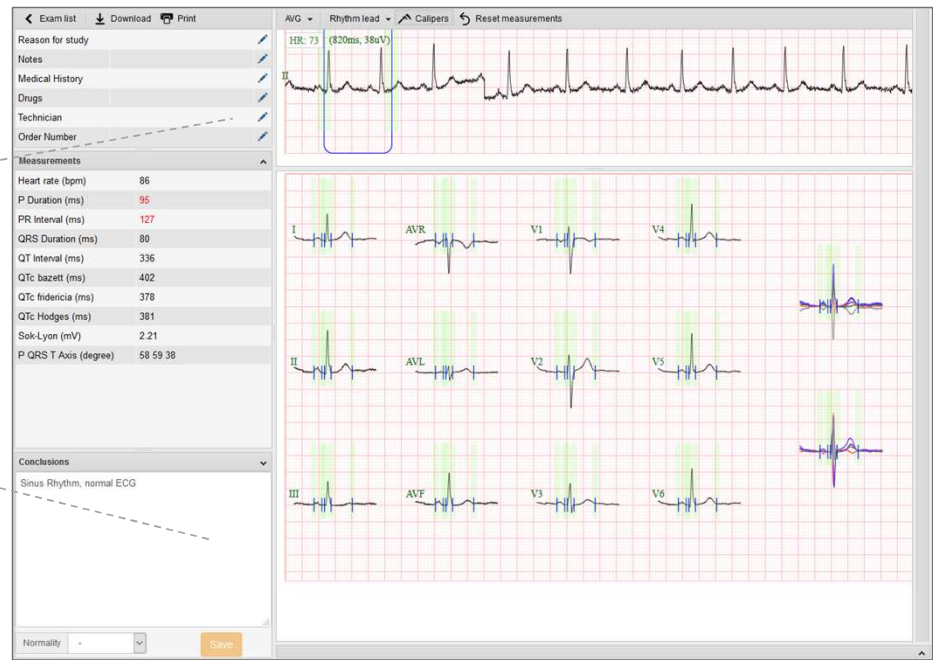 Exam list Download Print
Reason for study
Notes
Medical History
Drugs
Technician
Order Number
Measurements
Heart rate (bpm) 86
P Duration (ms) 95
PR Interval (ms) 127
QRS Duration (ms) 80
QT Interval (ms) 336
QTc bazett (ms) 402
QTc fridericia (ms) 378
QTc Hodges (ms) 381
Sok-Lyon (mV) 2.21
P QRS T Axis (degree) 58 59 38
Conclusions
Sinus Rhythm, normal ECG
Normality -
Save
AVG Rhythm lead Calipers Reset measurements
HR: 73 (820ms, 38uV)
II
I AVR V1 V4
II AVL V2 V5
III AVF V3 V6